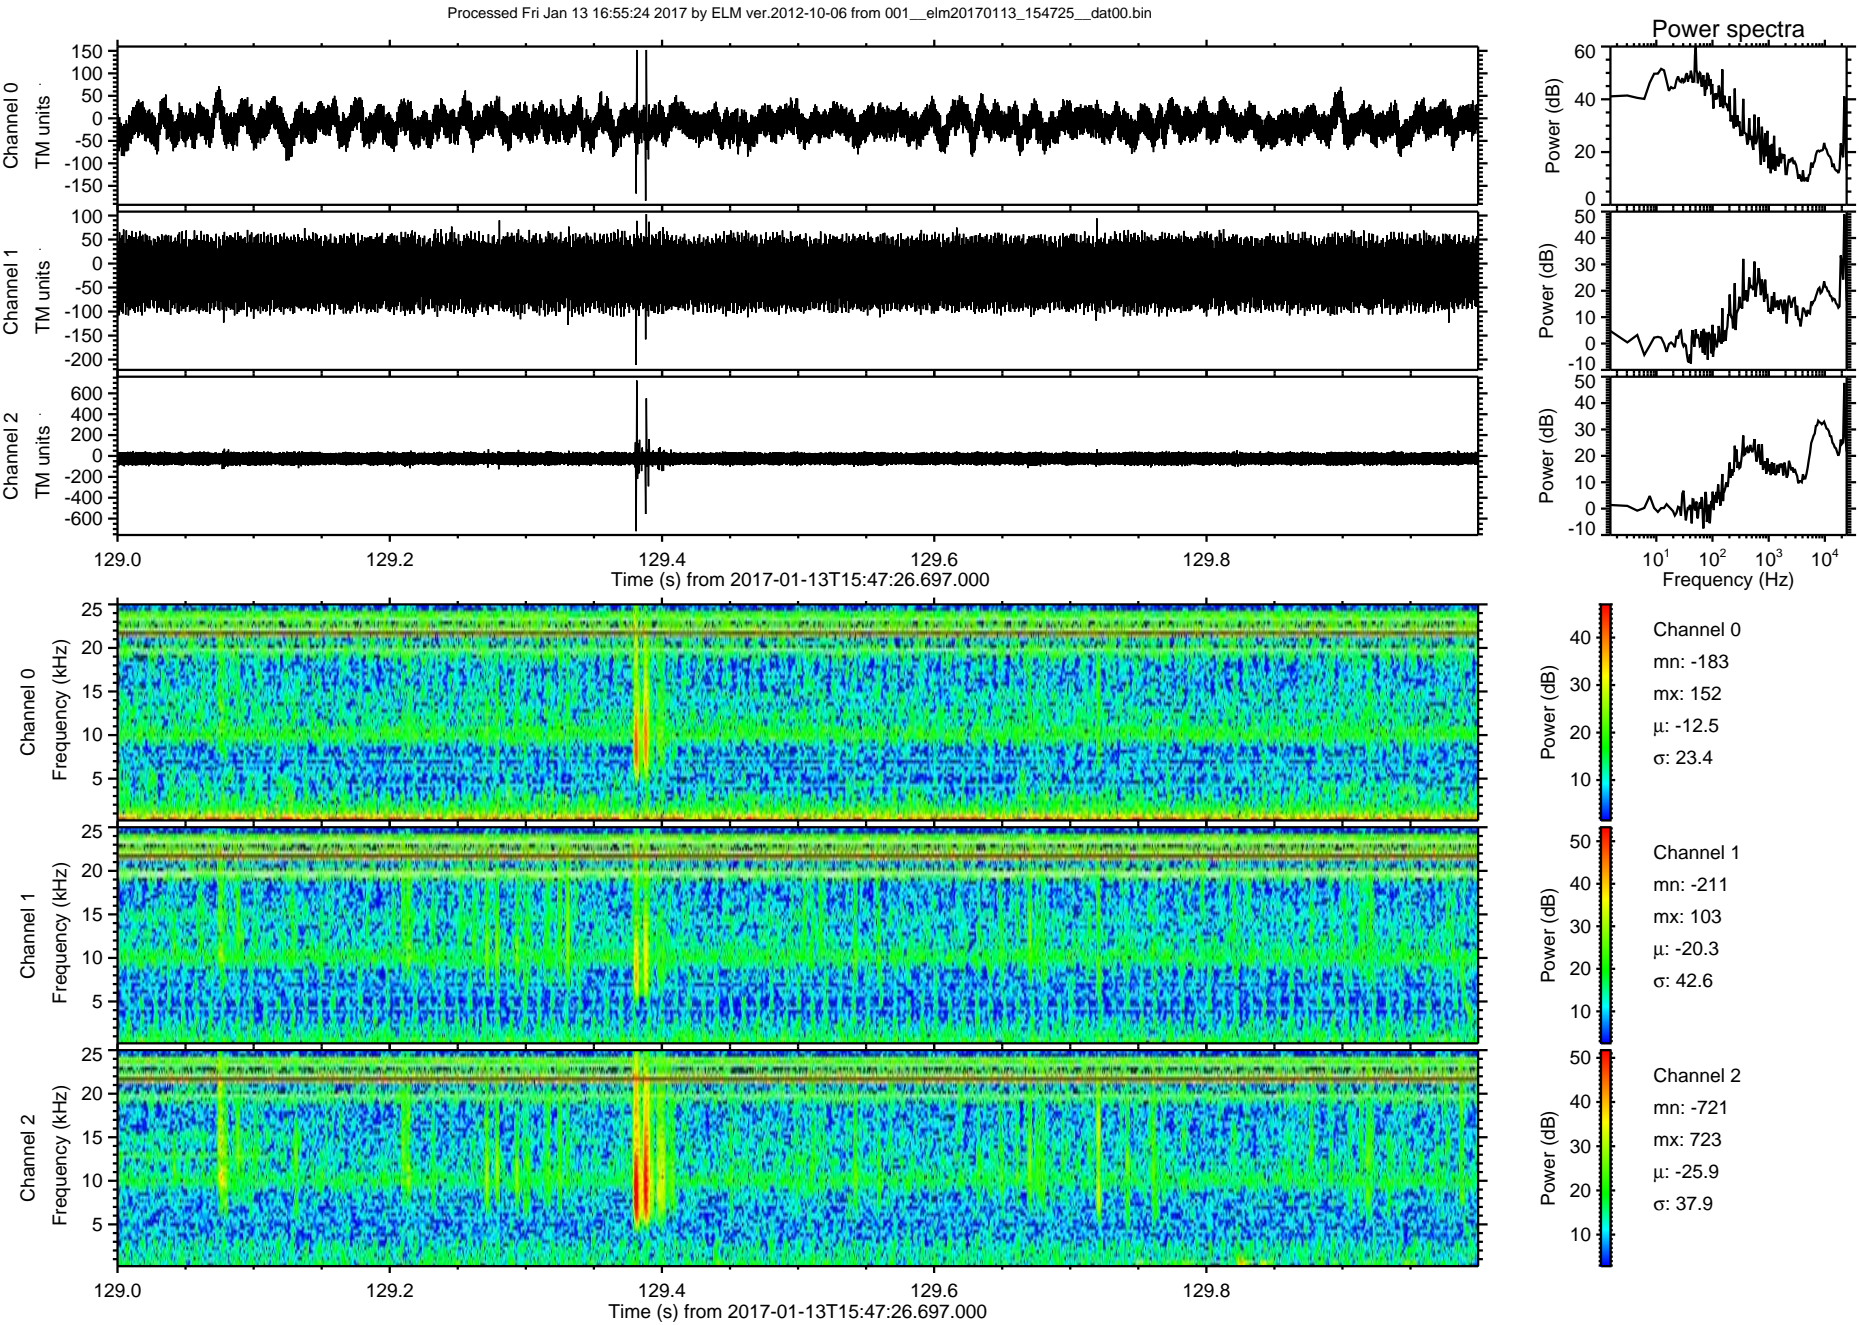 Processed Fri Jan 13 16:55:24 2017 by ELM ver.2012-10-06 from 001__elm20170113_154725__dat00.bin
Power spectra
Channel 0
TM units
150
100
50
0
-50
-100
-150
Power (dB)
60
40
20
0
Channel 1
TM units
100
50
0
-50
-100
-150
-200
Power (dB)
50
40
30
20
10
0
-10
Channel 2
TM units
600
400
200
0
-200
-400
-600
Power (dB)
50
40
30
20
10
0
-10
129.0 129.2 129.4 129.6 129.8
Time (s) from 2017-01-13T15:47:26.697.000
10^1 10^2 10^3 10^4
Frequency (Hz)
Channel 0
Frequency (kHz)
25
20
15
10
5
Power (dB)
40
30
20
10
Channel 0
mn: -183
mx: 152
μ: -12.5
σ: 23.4
Channel 1
Frequency (kHz)
25
20
15
10
5
Power (dB)
50
40
30
20
10
Channel 1
mn: -211
mx: 103
μ: -20.3
σ: 42.6
Channel 2
Frequency (kHz)
25
20
15
10
5
Power (dB)
50
40
30
20
10
Channel 2
mn: -721
mx: 723
μ: -25.9
σ: 37.9
129.0 129.2 129.4 129.6 129.8
Time (s) from 2017-01-13T15:47:26.697.000